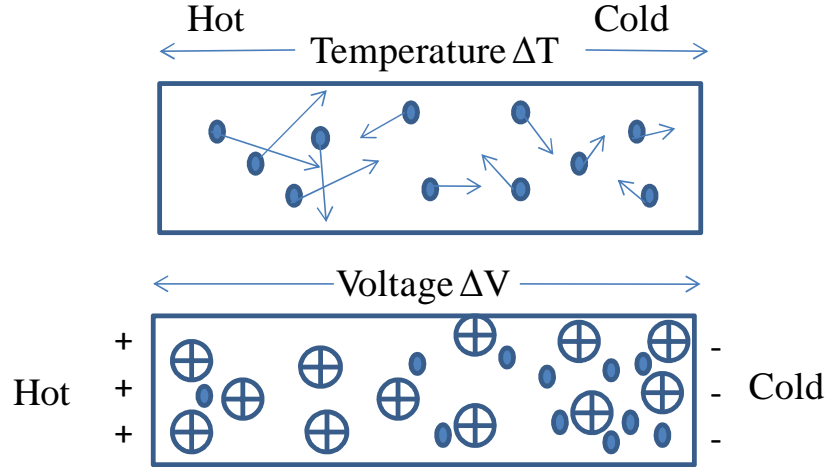 Hot Cold
Temperature ΔT
Voltage ΔV
+ -
Hot + - Cold
+ -